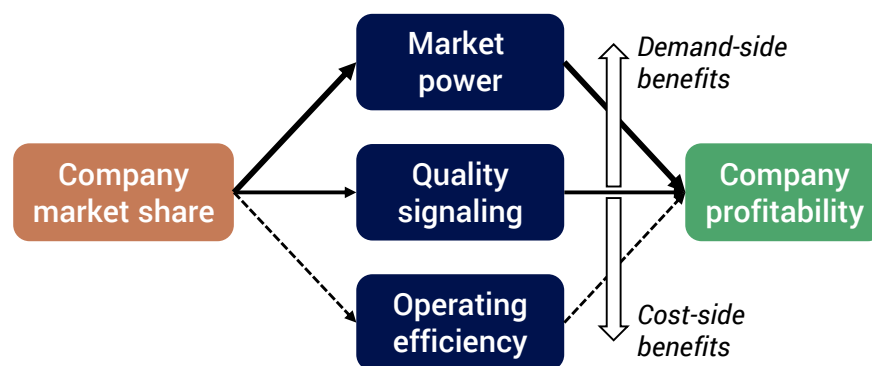 Market
power
Demand-side
benefits
Company
market share
Quality
signaling
Company
profitability
Operating
efficiency
Cost-side
benefits